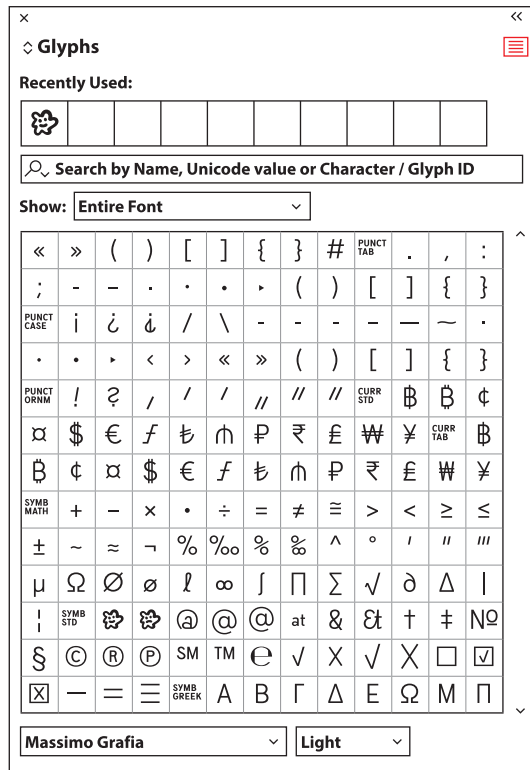 Glyphs
Recently Used:
Search by Name, Unicode value or Character / Glyph ID
Show: Entire Font
« » ( ) [ ] { } # PUNCT TAB . , :
; - – · · • ‣ ( ) [ ] { }
PUNCT CASE ¡ ¿ ¿ / \ - - - – — ~ ·
· • ‣ ‹ › « » ( ) [ ] { }
PUNCT ORNM ! ? / ′ ′ // ″ ″ CURR STD ฿ ₿ ¢
¤ $ € ƒ ₺ ₼ ₽ ₹ £ ₩ ¥ CURR TAB ฿
₿ ¢ ¤ $ € ƒ ₺ ₼ ₽ ₹ £ ₩ ¥
SYMB MATH + − × • ÷ = ≠ ≅ > < ≥ ≤
± ~ ≈ ¬ % ‰ % ‰ ^ ° ′ ″ ‴
µ Ω Ø ø ℓ ∞ ∫ ∏ ∑ √ ∂ ∆ |
¦ SYMB STD @ @ @ at & & † ‡ №
§ © ® ℗ SM TM ℮ √ X √ X ☐ ☑
☒ — = ☰ SYMB GREEK Α Β Γ Δ Ε Ω Μ Π
Massimo Grafia Light